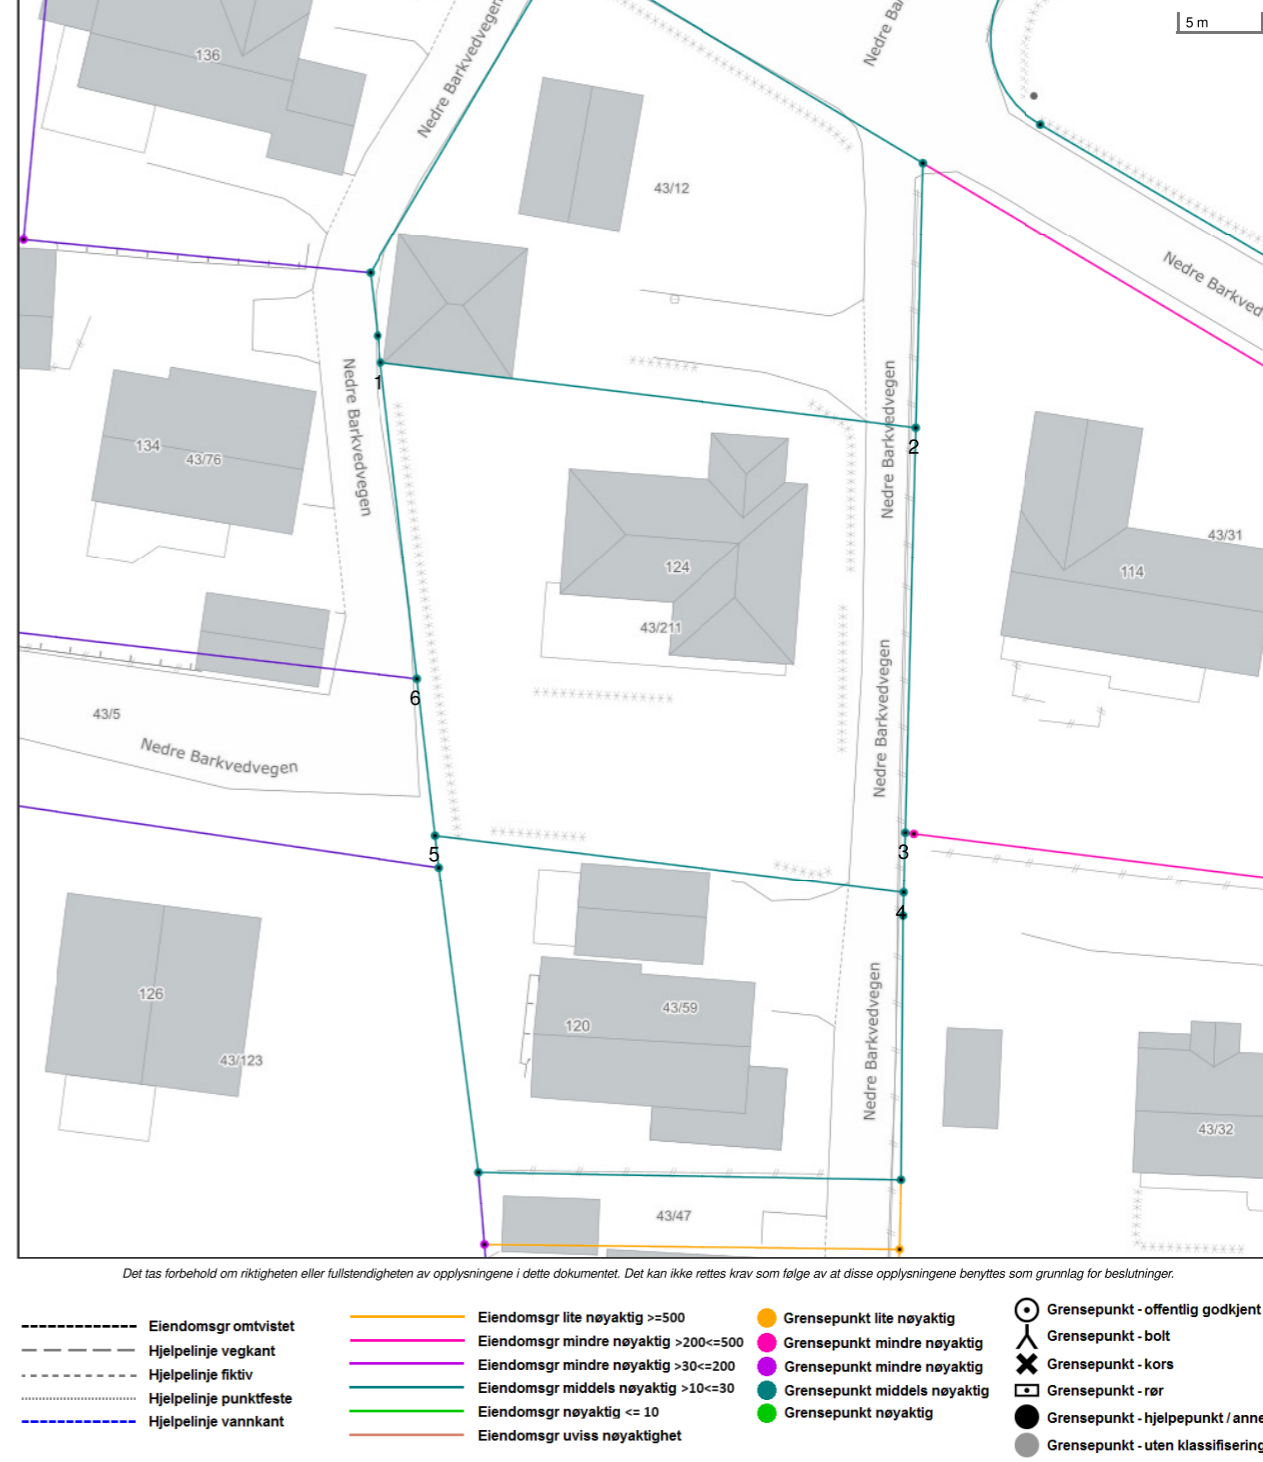 5 m
136
Nedre Barkvedvegen
Nedre Ba
43/12
Nedre Barkved
1
2
Nedre Barkvedvegen
Nedre Barkvedvegen
134
43/76
124
43/211
43/31
114
6
43/5
Nedre Barkvedvegen
Nedre Barkvedvegen
5
3
4
126
43/123
43/59
120
Nedre Barkvedvegen
43/32
43/47
Det tas forbehold om riktigheten eller fullstendigheten av opplysningene i dette dokumentet. Det kan ikke rettes krav som følge av at disse opplysningene benyttes som grunnlag for beslutninger.
Eiendomsgr omtvistet
Hjelpelinje vegkant
Hjelpelinje fiktiv
Hjelpelinje punktfeste
Hjelpelinje vannkant
Eiendomsgr lite nøyaktig >=500
Eiendomsgr mindre nøyaktig >200<=500
Eiendomsgr mindre nøyaktig >30<=200
Eiendomsgr middels nøyaktig >10<=30
Eiendomsgr nøyaktig <= 10
Eiendomsgr uviss nøyaktighet
Grensepunkt lite nøyaktig
Grensepunkt mindre nøyaktig
Grensepunkt mindre nøyaktig
Grensepunkt middels nøyaktig
Grensepunkt nøyaktig
Grensepunkt - offentlig godkjent
Grensepunkt - bolt
Grensepunkt - kors
Grensepunkt - rør
Grensepunkt - hjelpepunkt / anne
Grensepunkt - uten klassifisering